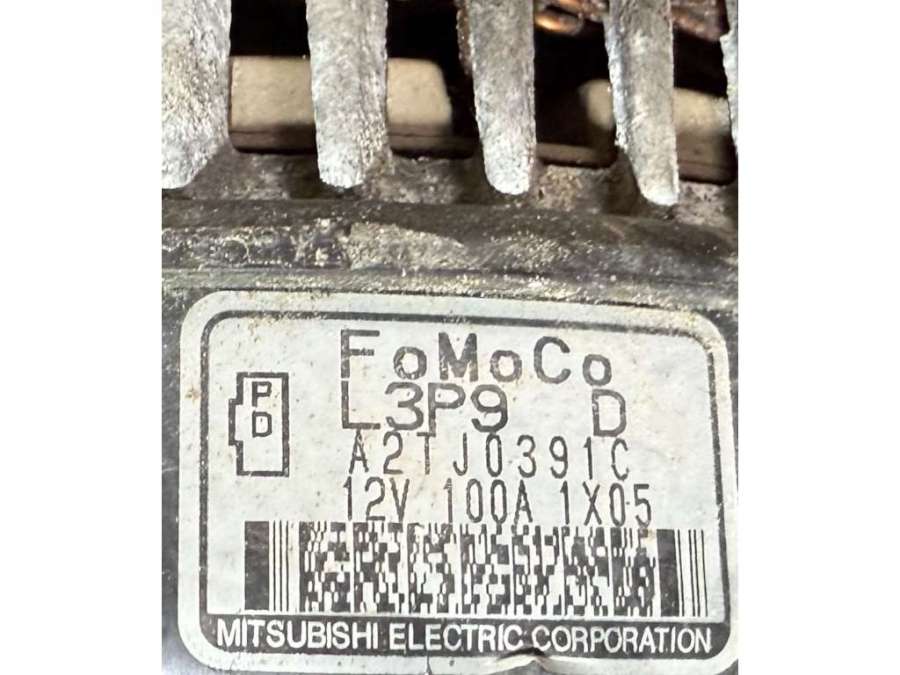 FoMoCo
P
D
L3P9 D
A2TJ0391C
12V 100A 1X05
MITSUBISHI ELECTRIC CORPORATION